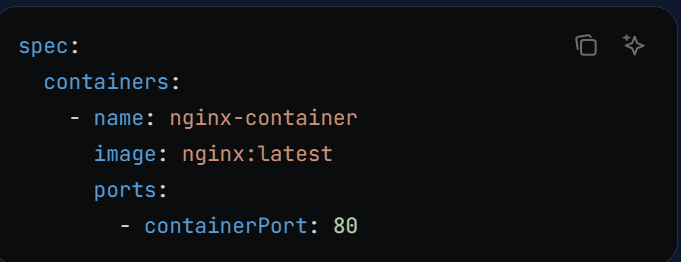 spec:
  containers:
    - name: nginx-container
      image: nginx:latest
      ports:
        - containerPort: 80